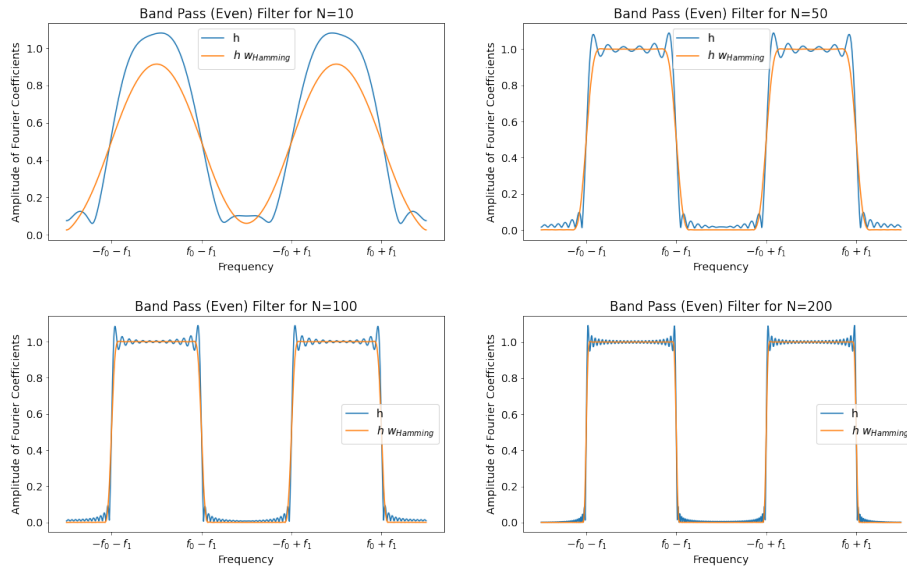 Band Pass (Even) Filter for N=10
Amplitude of Fourier Coefficients
1.0
0.8
0.6
0.4
0.2
0.0
h
h w_Hamming
−f₀ − f₁
f₀ − f₁
−f₀ + f₁
f₀ + f₁
Frequency
Band Pass (Even) Filter for N=50
Amplitude of Fourier Coefficients
1.0
0.8
0.6
0.4
0.2
0.0
h
h w_Hamming
−f₀ − f₁
f₀ − f₁
−f₀ + f₁
f₀ + f₁
Frequency
Band Pass (Even) Filter for N=100
Amplitude of Fourier Coefficients
1.0
0.8
0.6
0.4
0.2
0.0
h
h w_Hamming
−f₀ − f₁
f₀ − f₁
−f₀ + f₁
f₀ + f₁
Frequency
Band Pass (Even) Filter for N=200
Amplitude of Fourier Coefficients
1.0
0.8
0.6
0.4
0.2
0.0
h
h w_Hamming
−f₀ − f₁
f₀ − f₁
−f₀ + f₁
f₀ + f₁
Frequency